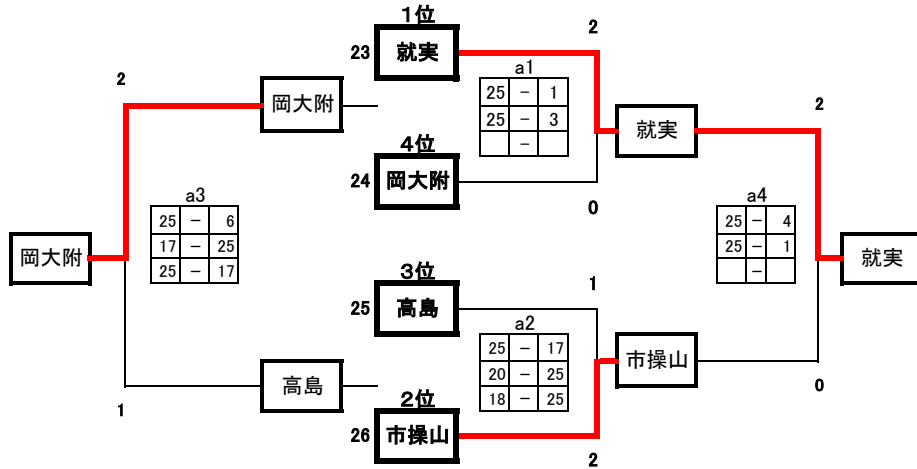 1位
2
23 就実
a1
2
岡大附
25 － 1
25 － 3
－
2
就実
4位
24 岡大附
0
a3
25 － 6
17 － 25
25 － 17
a4
25 － 4
25 － 1
－
岡大附
就実
3位
25 高島
1
a2
25 － 17
20 － 25
18 － 25
市操山
高島
1
0
2位
26 市操山
2